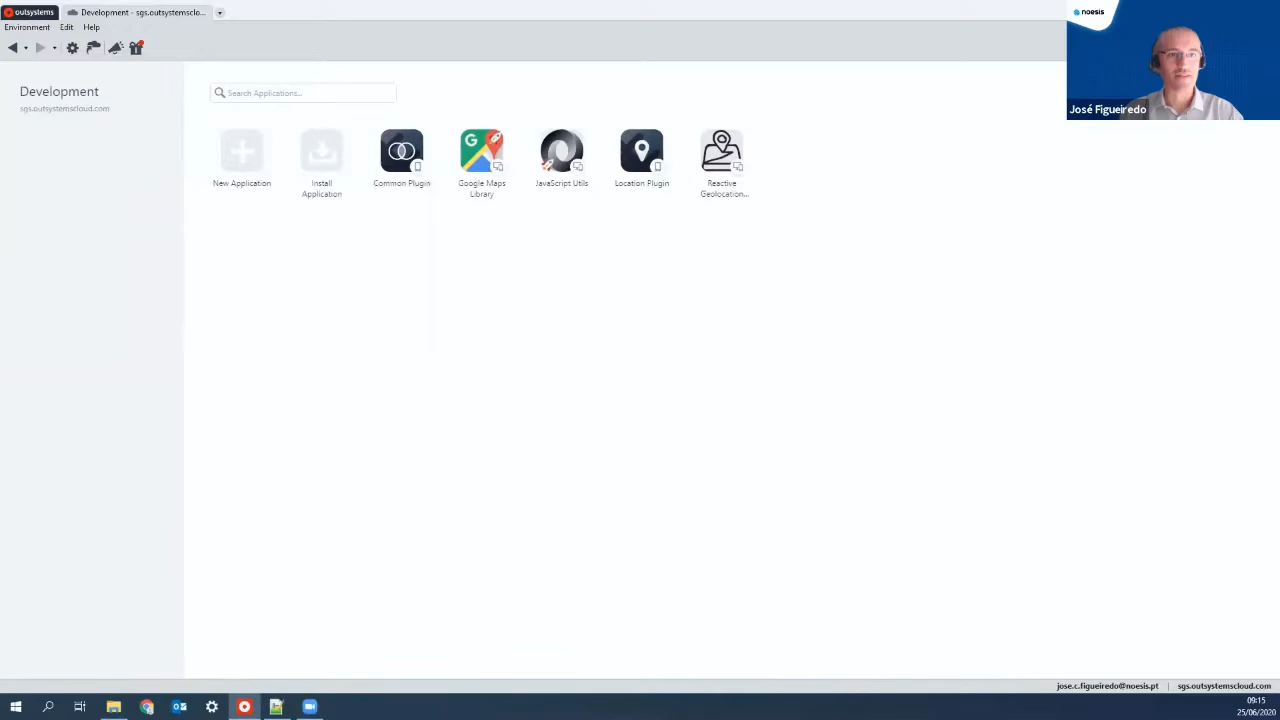 outsystems
Development - sgs.outsystemsclo...
noesis
Environment Edit Help
Development
sgs.outsystemscloud.com
Search Applications...
José Figueiredo
New Application
Install
Application
Common Plugin
Google Maps
Library
JavaScript Utils
Location Plugin
Reactive
Geolocation...
jose.c.figueiredo@noesis.pt | sgs.outsystemscloud.com
09:15
25/06/2020